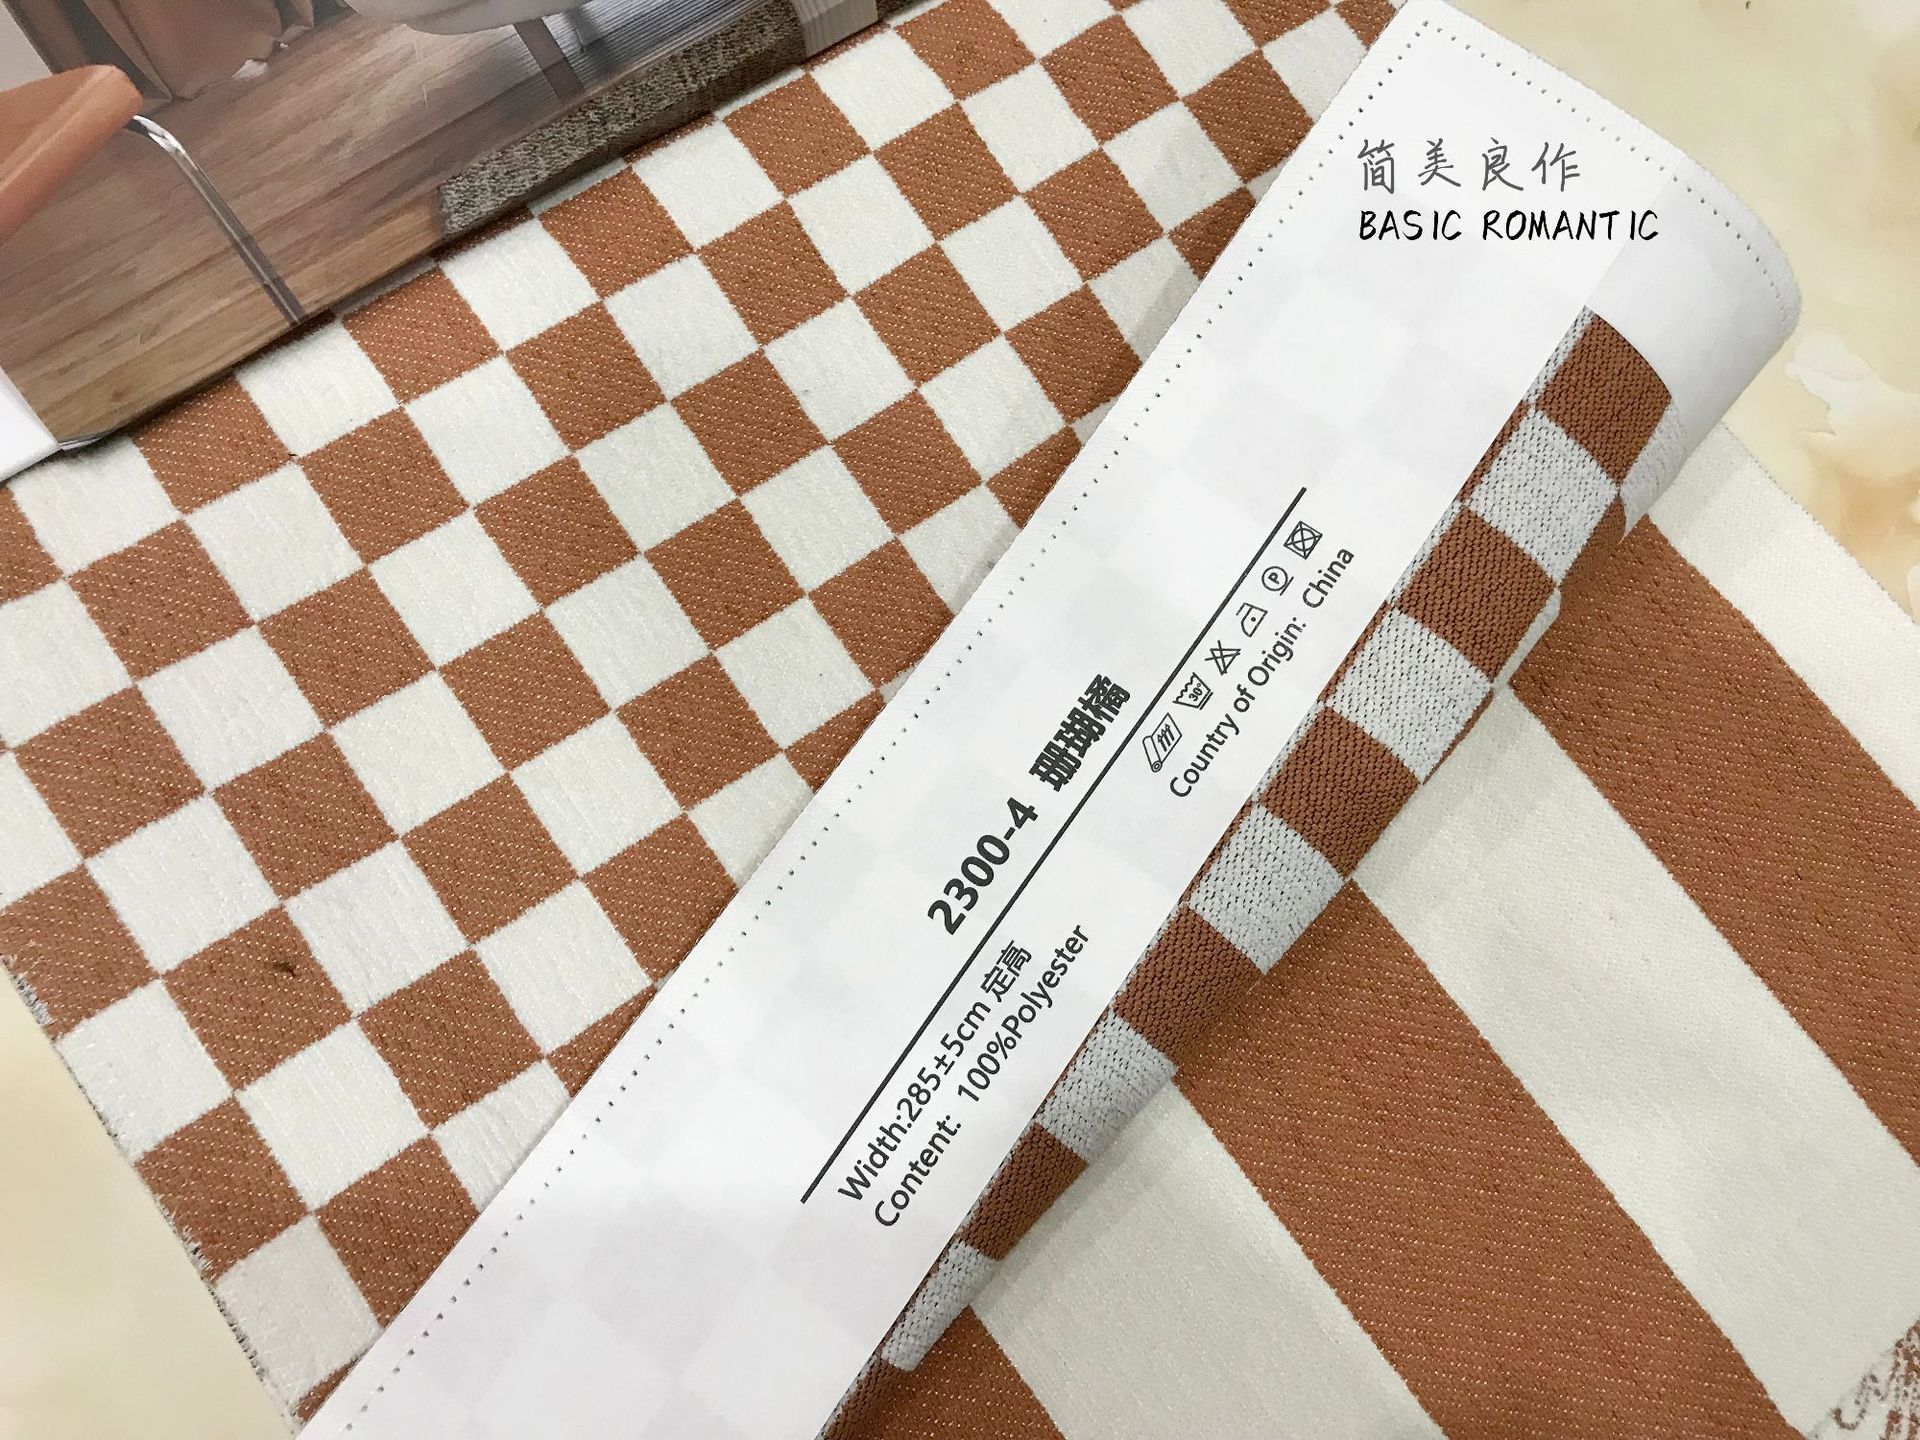 简美良作
BASIC ROMANTIC
2300-4 珊瑚橘
Width:285±5cm 定高
Content: 100%Polyester
30°
P
Country of Origin: China